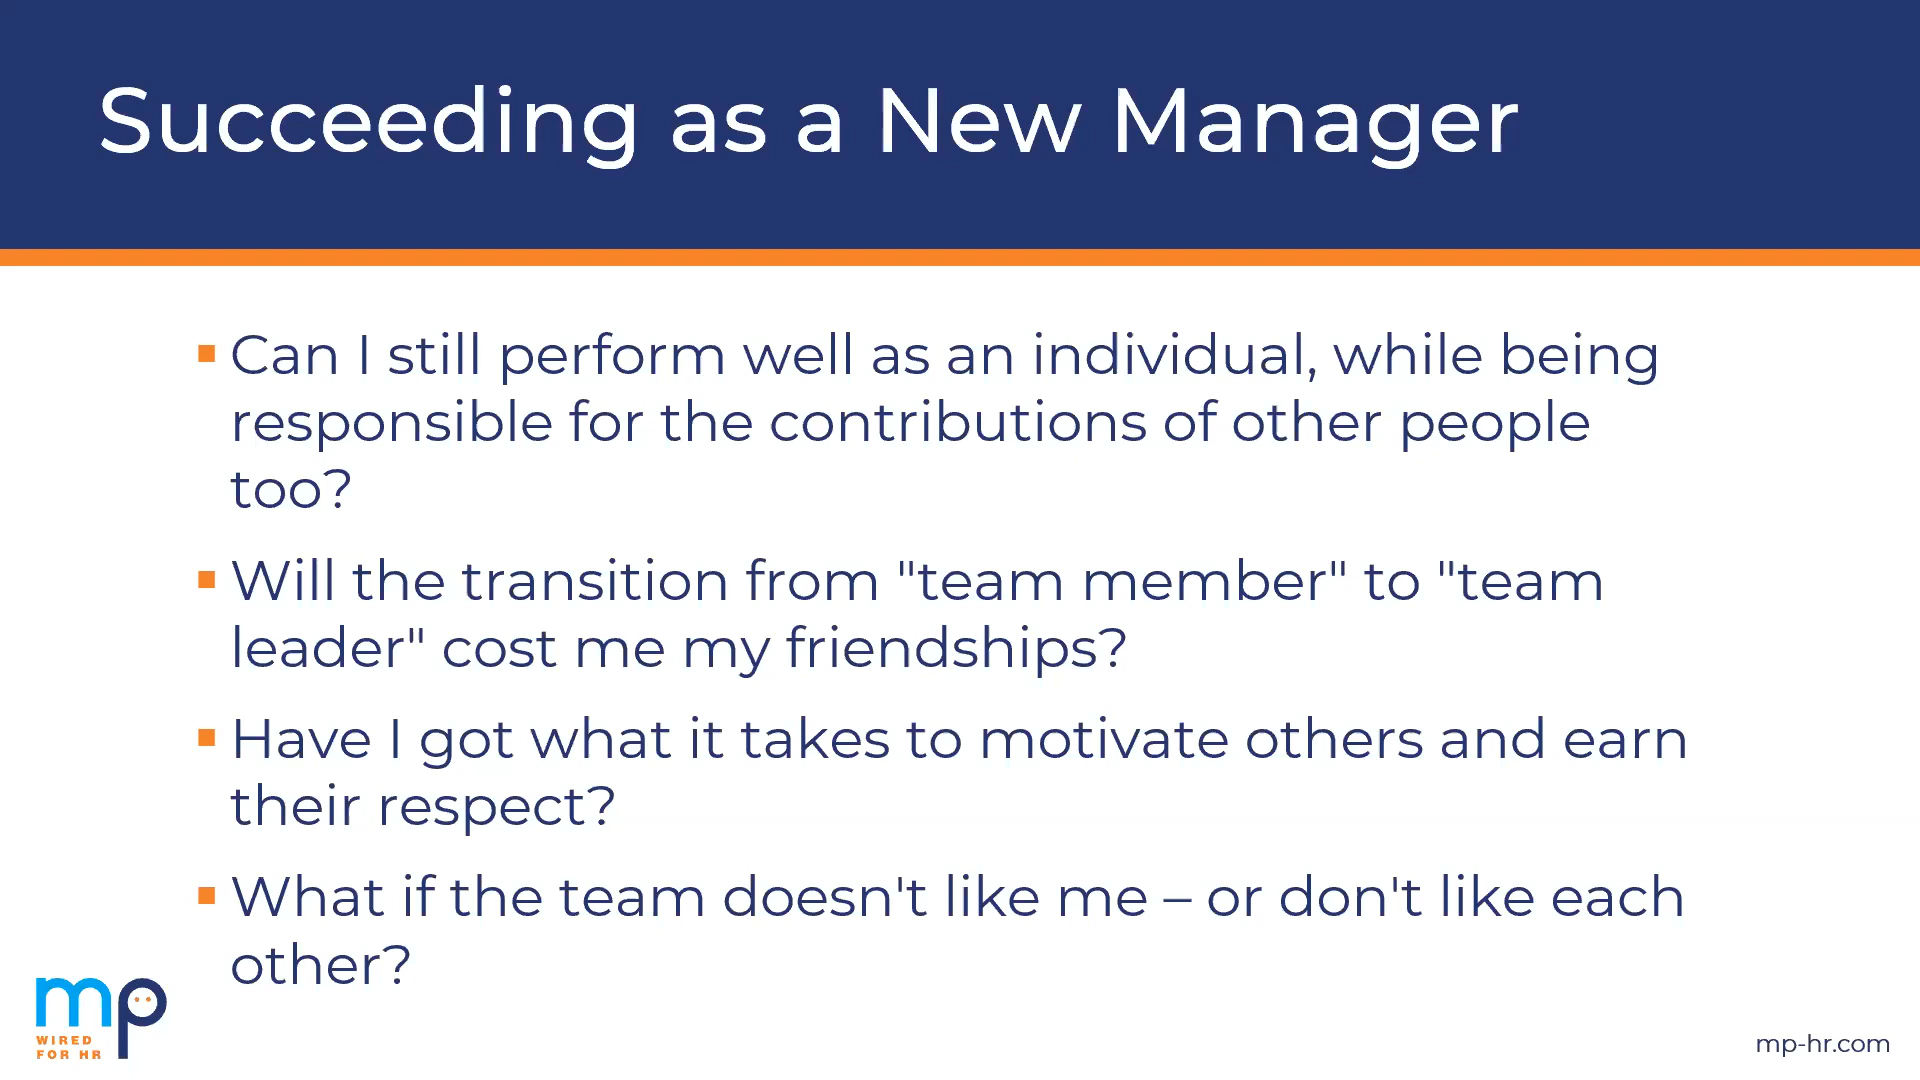 Succeeding as a New Manager
▪ Can I still perform well as an individual, while being
responsible for the contributions of other people
too?
▪ Will the transition from "team member" to "team
leader" cost me my friendships?
▪ Have I got what it takes to motivate others and earn
their respect?
▪ What if the team doesn't like me – or don't like each
other?
mp
WIRED
FOR HR
mp-hr.com